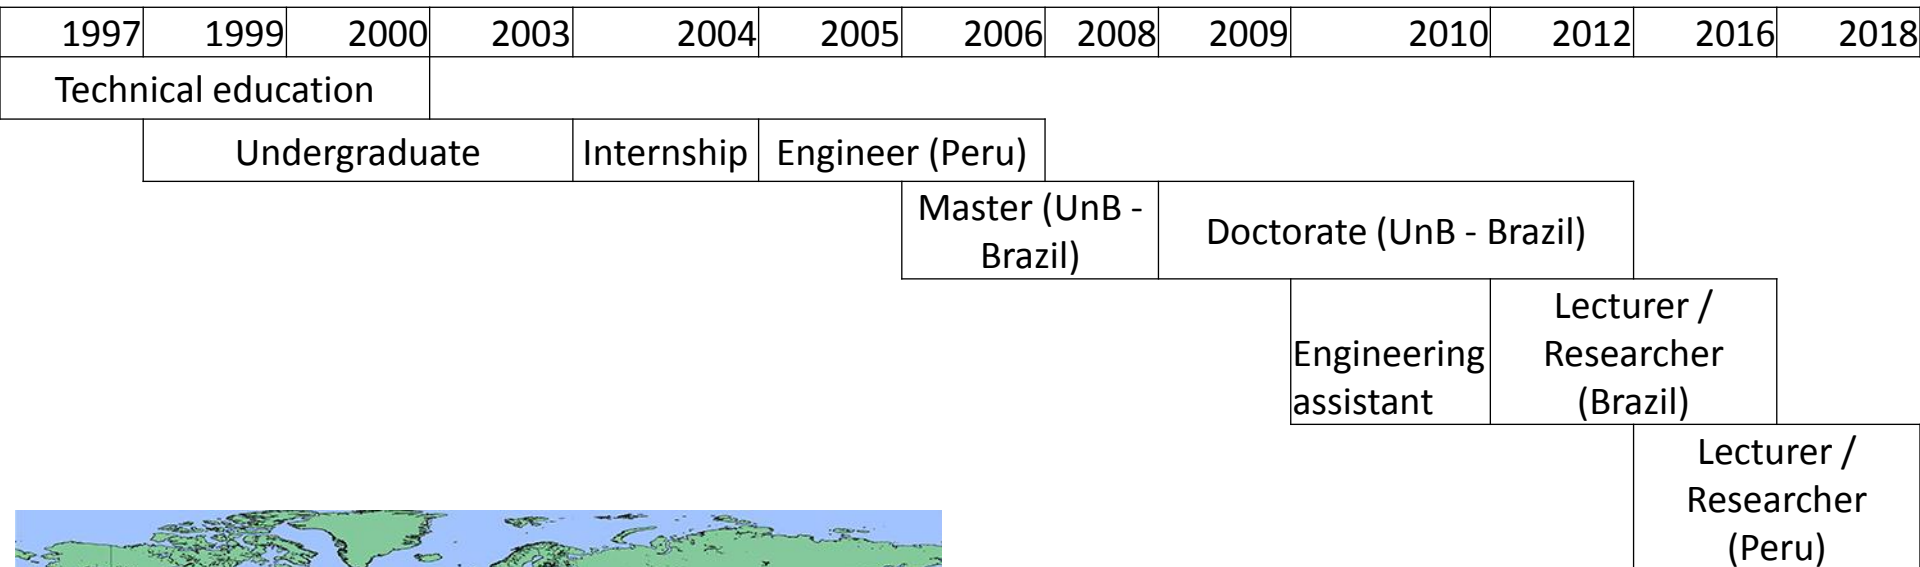 1997 1999 2000 2003 2004 2005 2006 2008 2009 2010 2012 2016 2018
Technical education
Undergraduate Internship Engineer (Peru)
Master (UnB -
Brazil)
Doctorate (UnB - Brazil)
Engineering
assistant
Lecturer /
Researcher
(Brazil)
Lecturer /
Researcher
(Peru)